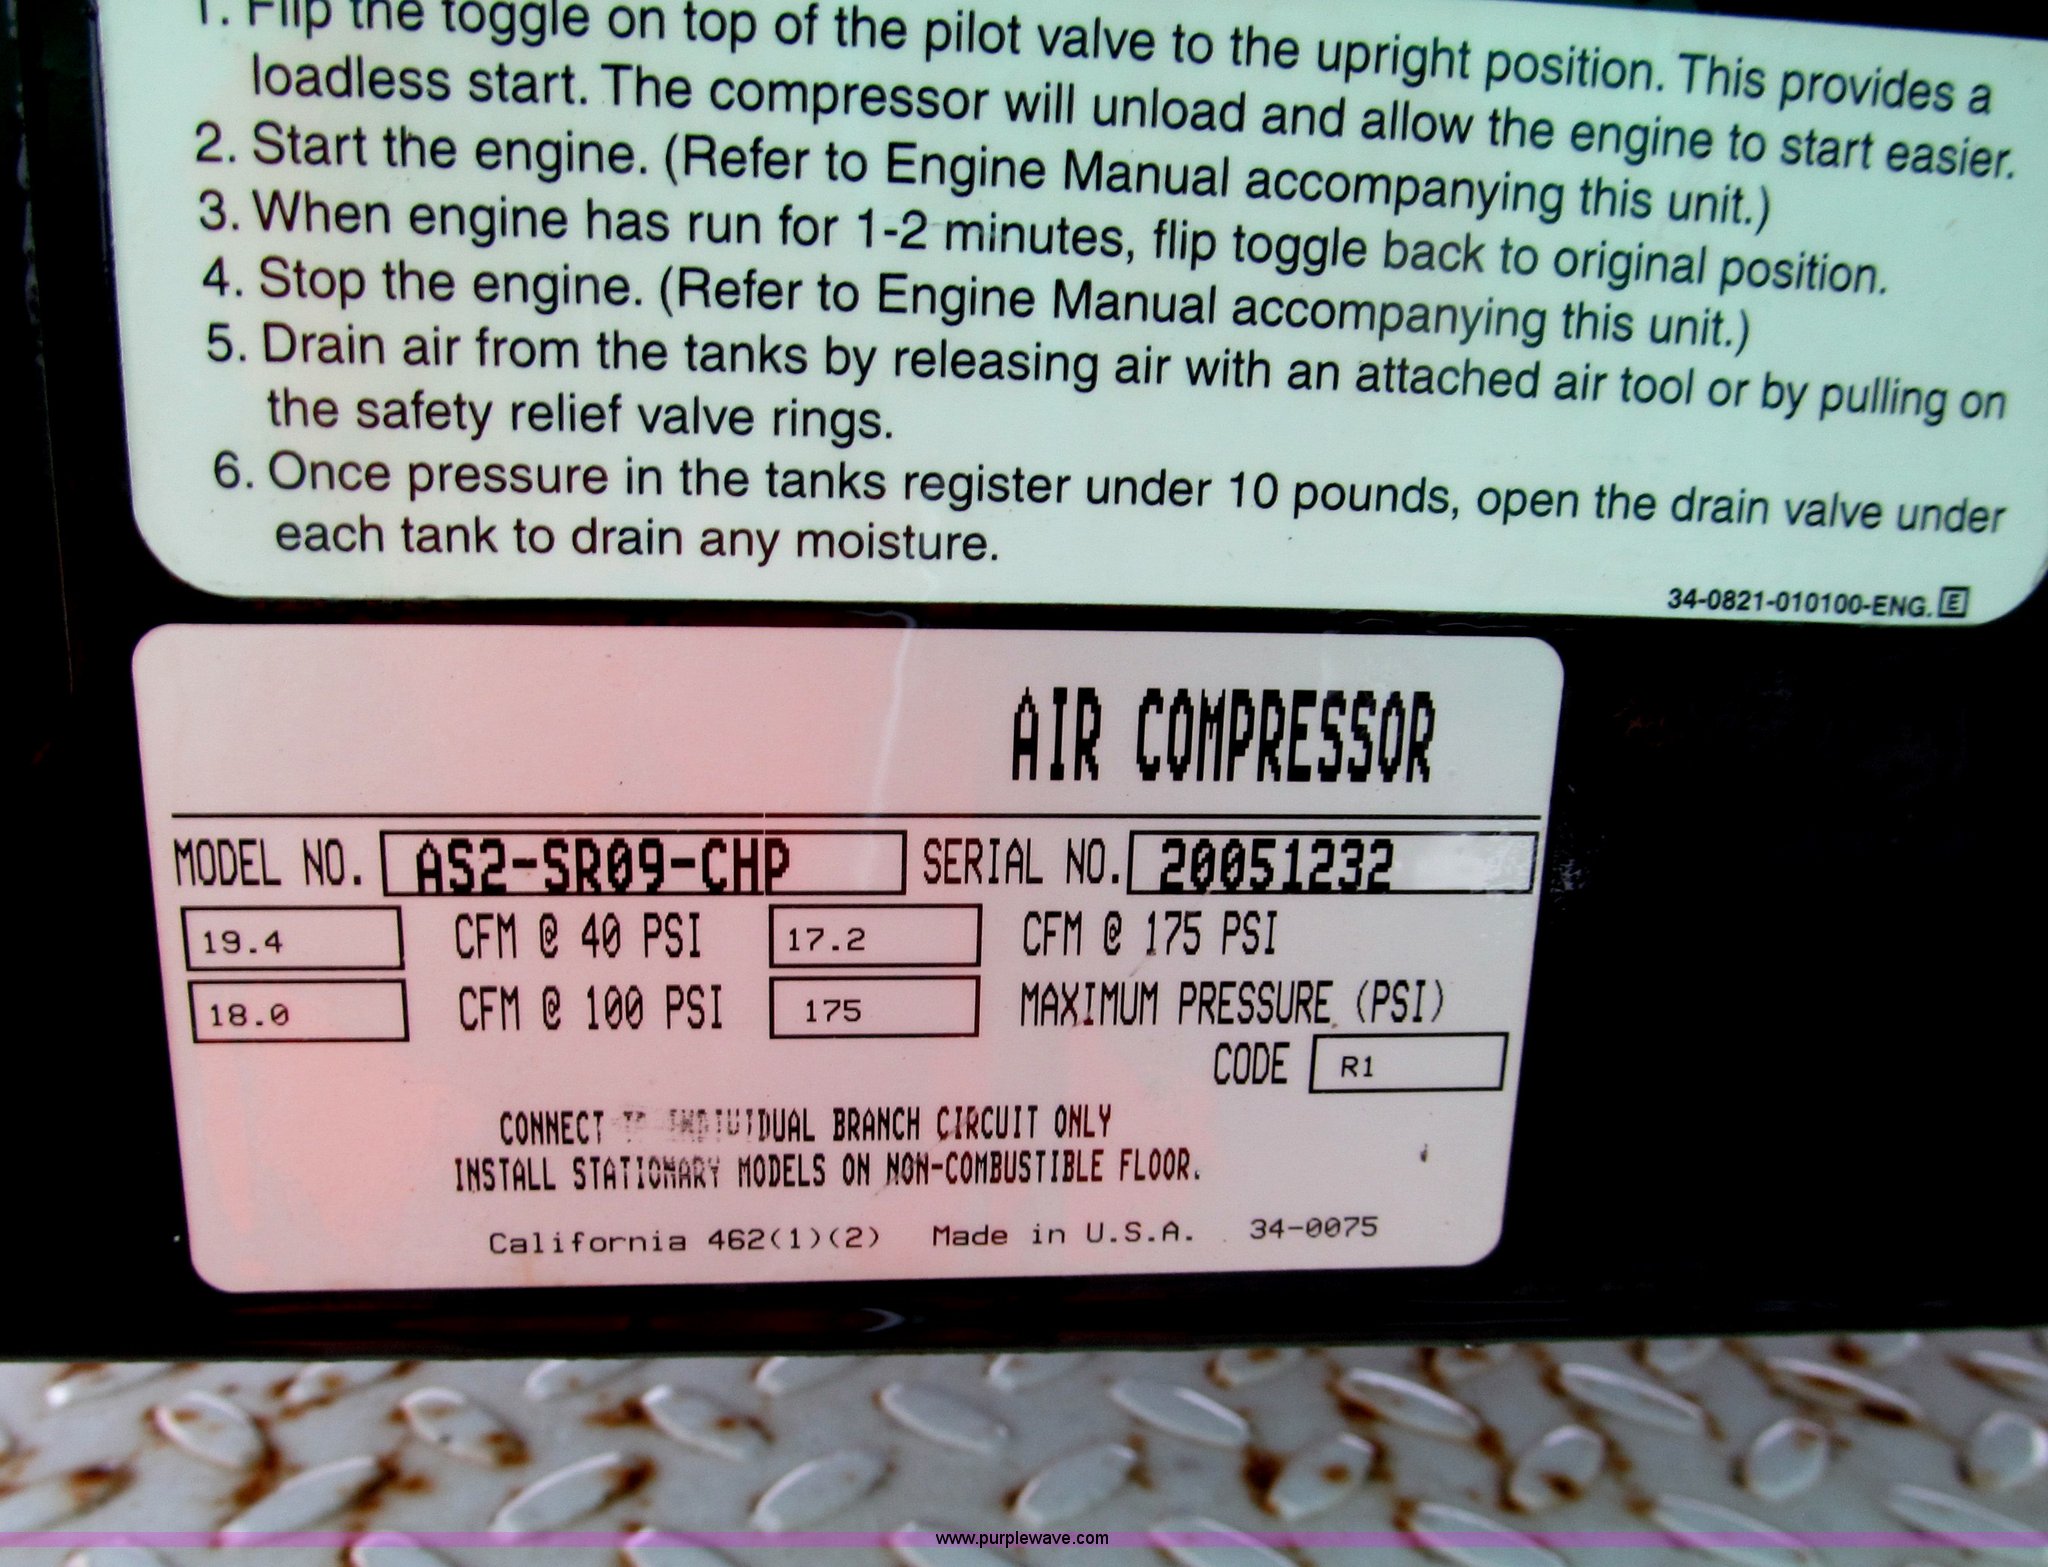 1. Flip the toggle on top of the pilot valve to the upright position. This provides a
loadless start. The compressor will unload and allow the engine to start easier.
2. Start the engine. (Refer to Engine Manual accompanying this unit.)
3. When engine has run for 1-2 minutes, flip toggle back to original position.
4. Stop the engine. (Refer to Engine Manual accompanying this unit.)
5. Drain air from the tanks by releasing air with an attached air tool or by pulling on
the safety relief valve rings.
6. Once pressure in the tanks register under 10 pounds, open the drain valve under
each tank to drain any moisture.
34-0821-010100-ENG. E
AIR COMPRESSOR
MODEL NO. AS2-SR09-CHP SERIAL NO. 20051232
19.4 CFM @ 40 PSI 17.2 CFM @ 175 PSI
18.0 CFM @ 100 PSI 175 MAXIMUM PRESSURE (PSI)
CODE R1
CONNECT TO INDIVIDUAL BRANCH CIRCUIT ONLY
INSTALL STATIONARY MODELS ON NON-COMBUSTIBLE FLOOR.
California 462(1)(2) Made in U.S.A. 34-0075
www.purplewave.com